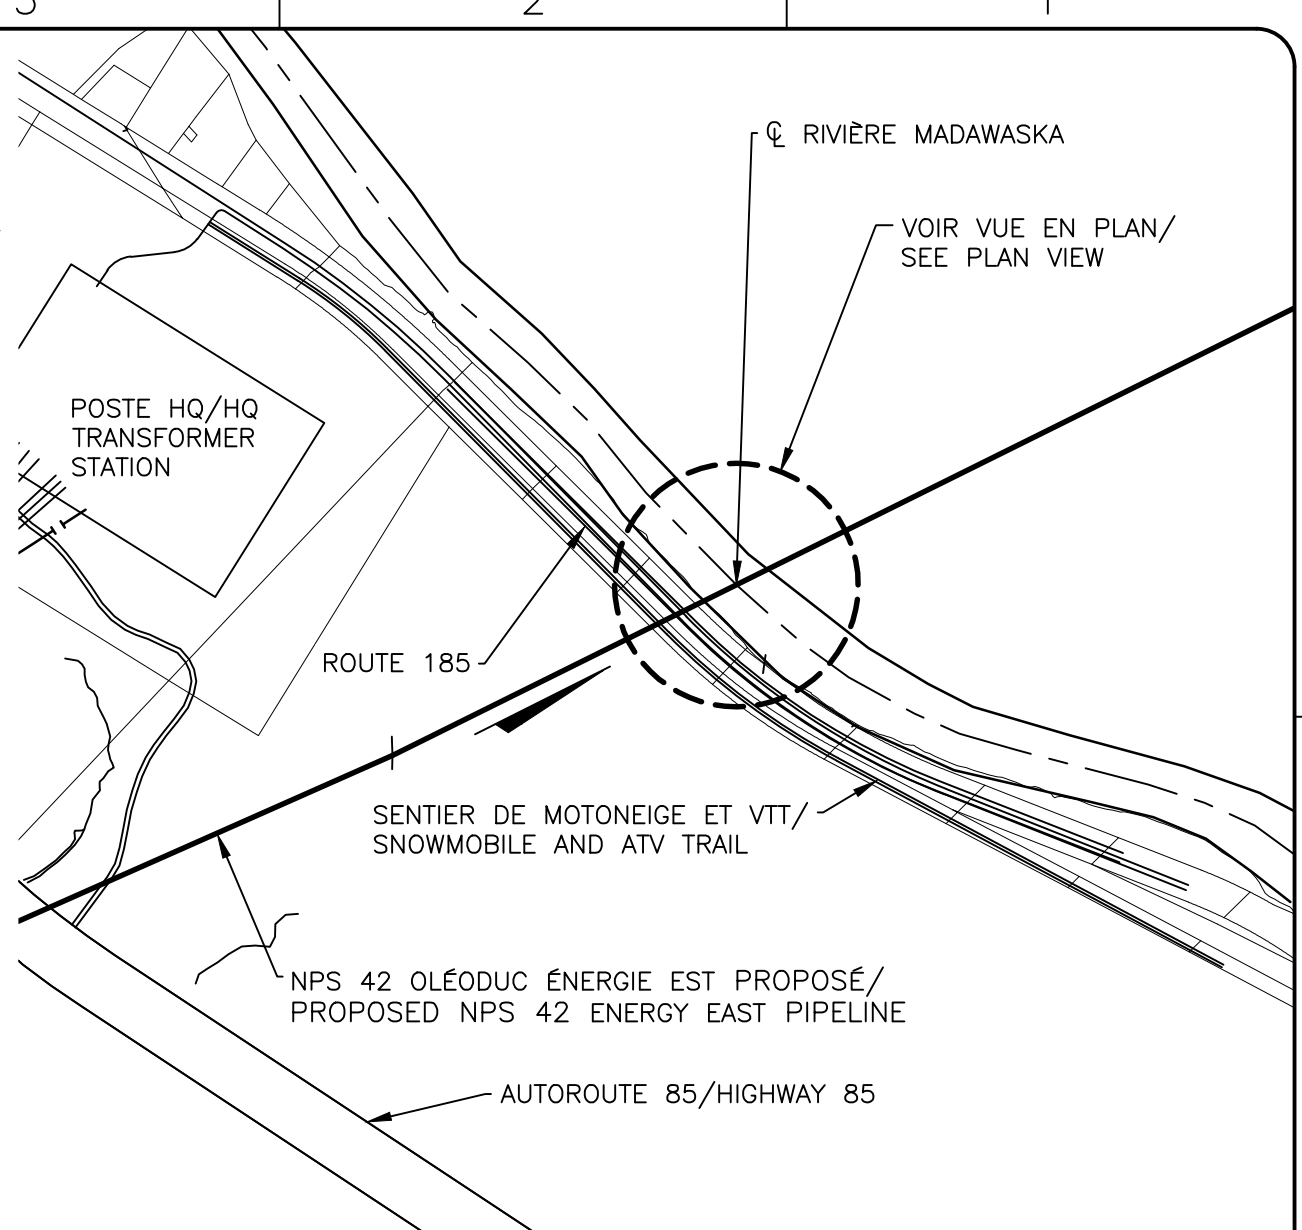 2
℄ RIVIÈRE MADAWASKA
VOIR VUE EN PLAN/
SEE PLAN VIEW
POSTE HQ/HQ
TRANSFORMER
STATION
ROUTE 185
SENTIER DE MOTONEIGE ET VTT/
SNOWMOBILE AND ATV TRAIL
NPS 42 OLÉODUC ÉNERGIE EST PROPOSÉ/
PROPOSED NPS 42 ENERGY EAST PIPELINE
AUTOROUTE 85/HIGHWAY 85